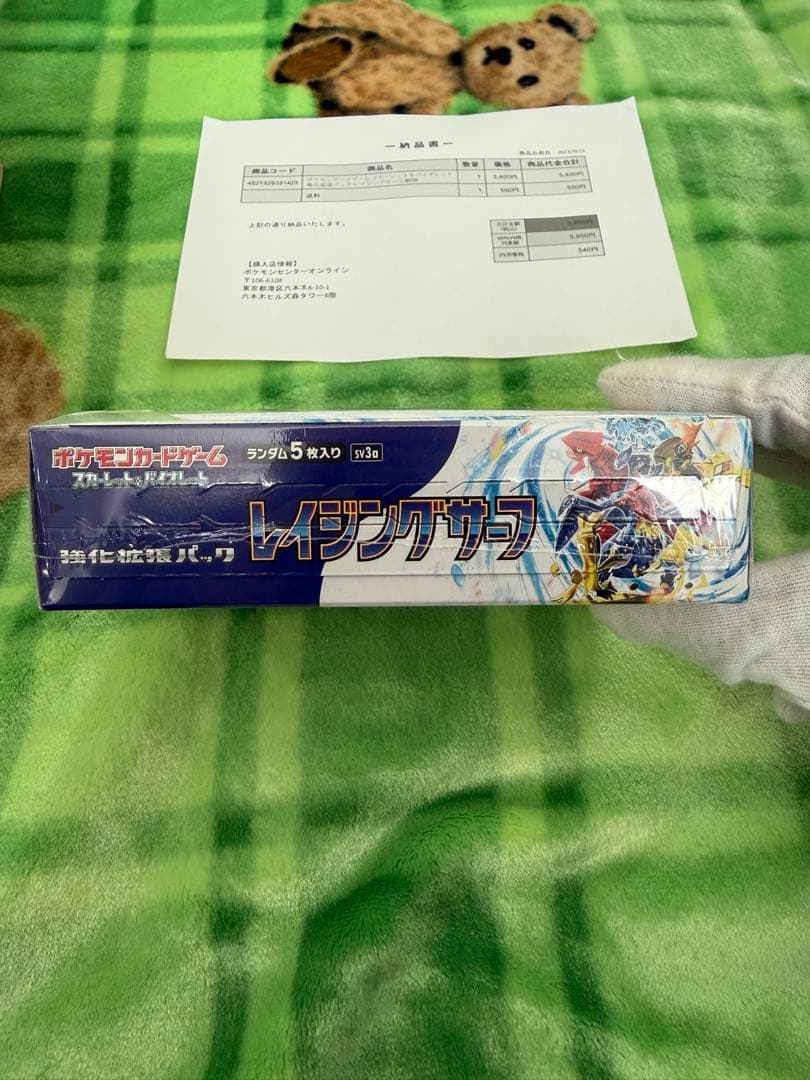 ー納品書ー
商品コード 商品名 数量 価格 商品代金合計
1 5,400円 5,400円
送料 1 550円 550円
上記の通り納品いたします。
5,950円
内消費税 540円
【購入店情報】
ポケモンセンターオンライン
〒106-6108
東京都港区六本木6-10-1
六本木ヒルズ森タワー8階
ポケモンカードゲーム
スカーレット&バイオレット
ランダム5枚入り sv3a
強化拡張パック
レイジングサーフ